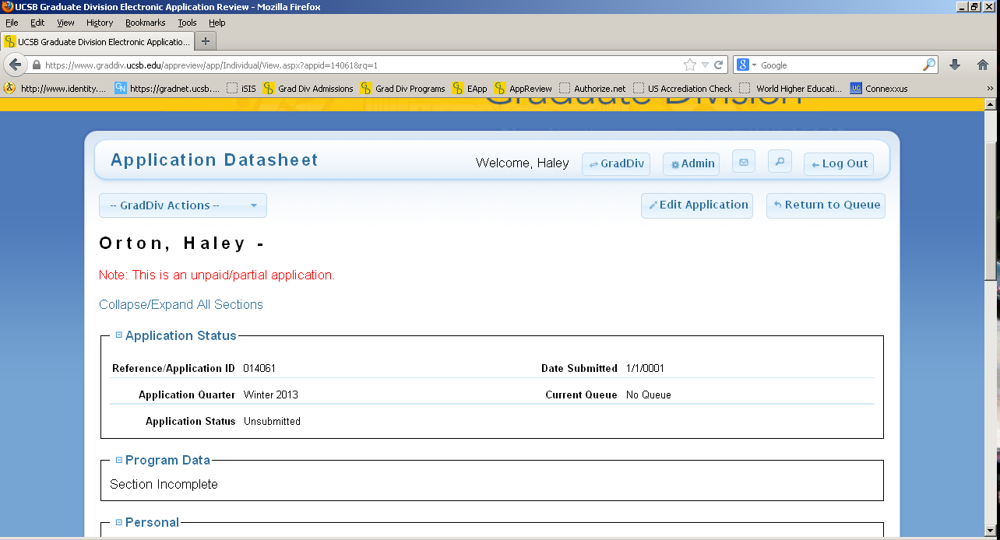 UCSB Graduate Division Electronic Application Review - Mozilla Firefox
File Edit View History Bookmarks Tools Help
UCSB Graduate Division Electronic Applicatio... +
https://www.graddiv.ucsb.edu/appreview/app/Individual/View.aspx?appid=14061&rq=1 Google
http://www.identity.... https://gradnet.ucsb.... iSIS Grad Div Admissions Grad Div Programs EApp AppReview Authorize.net US Accrediation Check World Higher Educati... Connexxus »
Graduate Division
Application Datasheet Welcome, Haley GradDiv Admin Log Out
-- GradDiv Actions -- Edit Application Return to Queue
Orton, Haley -
Note: This is an unpaid/partial application.
Collapse/Expand All Sections
Application Status
Reference/Application ID 014061 Date Submitted 1/1/0001
Application Quarter Winter 2013 Current Queue No Queue
Application Status Unsubmitted
Program Data
Section Incomplete
Personal